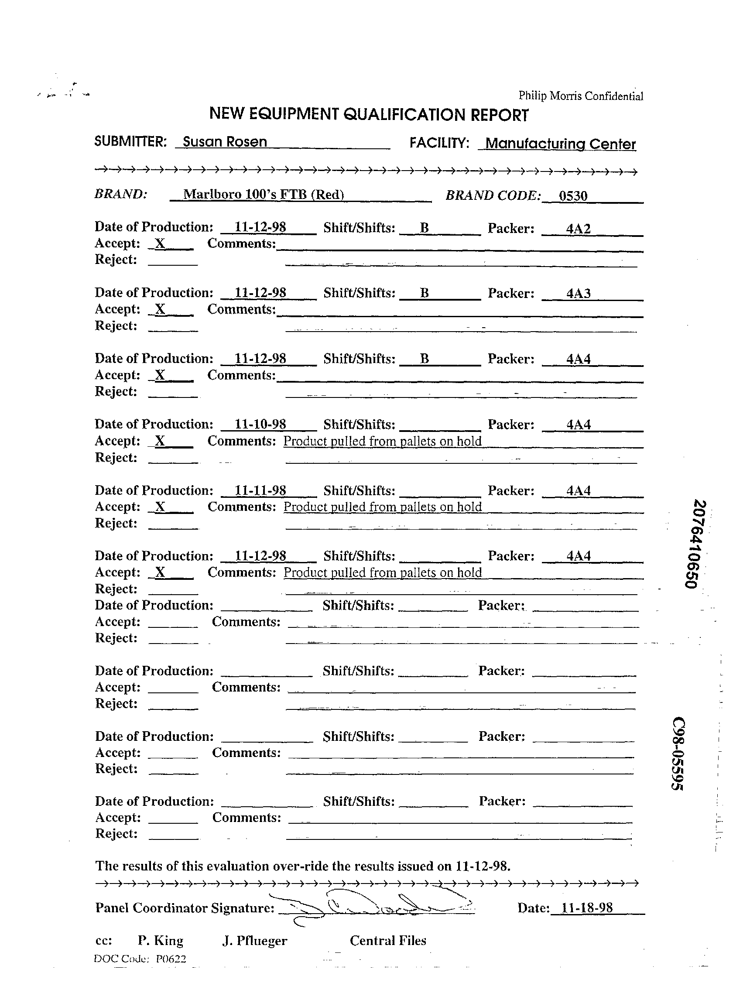 Philip Morris Confidential
NEW EQUIPMENT QUALIFICATION REPORT
SUBMITTER: Susan Rosen FACILITY: Manufacturing Center
BRAND: Marlboro 100's FTB (Red) BRAND CODE: 0530
Date of Production: 11-12-98 Shift/Shifts: B Packer: 4A2
Accept: X Comments:
Reject:
Date of Production: 11-12-98 Shift/Shifts: B Packer: 4A3
Accept: X Comments:
Reject:
Date of Production: 11-12-98 Shift/Shifts: B Packer: 4A4
Accept: X Comments:
Reject:
Date of Production: 11-10-98 Shift/Shifts: Packer: 4A4
Accept: X Comments: Product pulled from pallets on hold
Reject:
Date of Production: 11-11-98 Shift/Shifts: Packer: 4A4
Accept: X Comments: Product pulled from pallets on hold
Reject:
Date of Production: 11-12-98 Shift/Shifts: Packer: 4A4
Accept: X Comments: Product pulled from pallets on hold
Reject:
Date of Production: Shift/Shifts: Packer:
Accept: Comments:
Reject:
Date of Production: Shift/Shifts: Packer:
Accept: Comments:
Reject:
Date of Production: Shift/Shifts: Packer:
Accept: Comments:
Reject:
Date of Production: Shift/Shifts: Packer:
Accept: Comments:
Reject:
The results of this evaluation over-ride the results issued on 11-12-98.
Panel Coordinator Signature: Date: 11-18-98
cc: P. King J. Pflueger Central Files
DOC Code: P0622
2076410650
C98-05595